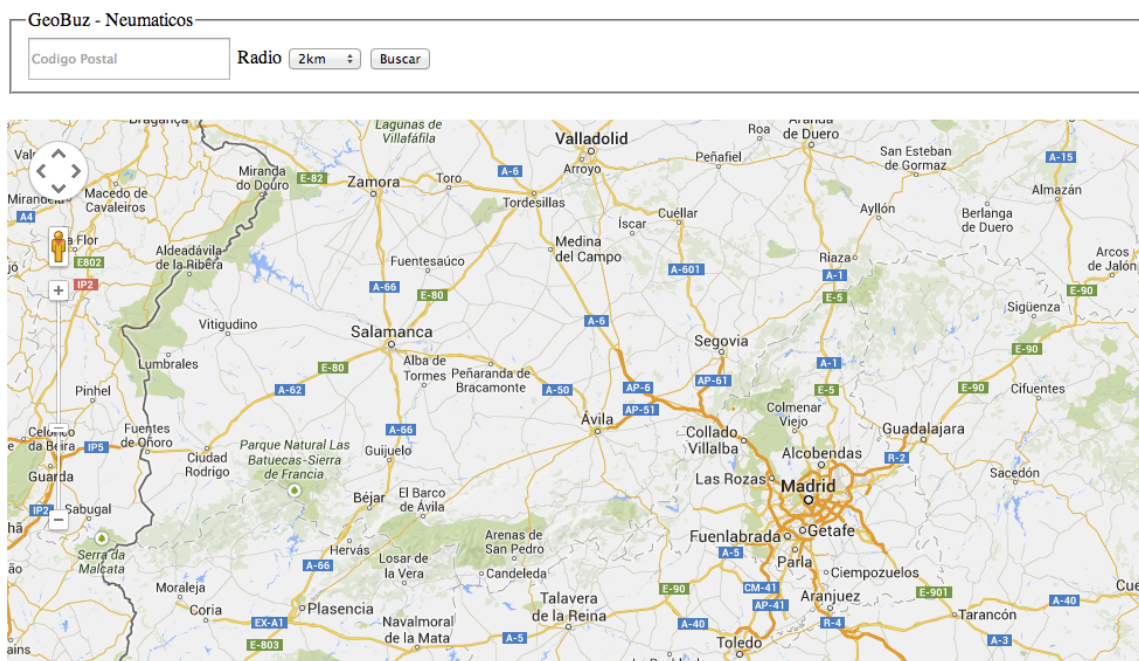 GeoBuz - Neumaticos
Codigo Postal
Radio
2km
Buscar
Lagunas de
Villafáfila
Valladolid
Roa
Aranda
de Duero
Arroyo
Peñafiel
San Esteban
de Gormaz
A-15
Miranda
do Douro
E-82
Zamora
Toro
A-6
Tordesillas
Macedo de
Cavaleiros
A4
Almazán
Cuéllar
Íscar
Ayllón
Berlanga
de Duero
Flor
E802
IP2
Aldeadávila
de la Ribera
Fuentesaúco
Medina
del Campo
A-601
Riaza
A-1
Arcos
de Jalón
A-66
E-80
E-5
E-90
Sigüenza
Vitigudino
Salamanca
A-6
Segovia
E-90
Lumbrales
E-80
Alba de
Tormes
Peñaranda de
Bracamonte
A-50
AP-6
AP-61
A-1
E-5
E-90
Cifuentes
Pinhel
A-62
AP-51
Colmenar
Viejo
Ávila
Celorico
da Beira
IP5
Fuentes
de Oñoro
A-66
Collado
Villalba
Guadalajara
Parque Natural Las
Batuecas-Sierra
de Francia
Guijuelo
Ciudad
Rodrigo
Alcobendas
R-2
Guarda
Las Rozas
Madrid
Sacedón
IP2
Sabugal
Béjar
El Barco
de Ávila
Arenas de
San Pedro
Fuenlabrada
Getafe
Serra da
Malcata
Hervás
A-66
Losar de
la Vera
Candeleda
A-5
Parla
Ciempozuelos
Moraleja
Coria
Plasencia
Talavera
de la Reina
E-90
CM-41
AP-41
Aranjuez
E-901
A-40
Tarancón
EX-A1
E-803
Navalmoral
de la Mata
A-5
A-40
R-4
A-3
Toledo